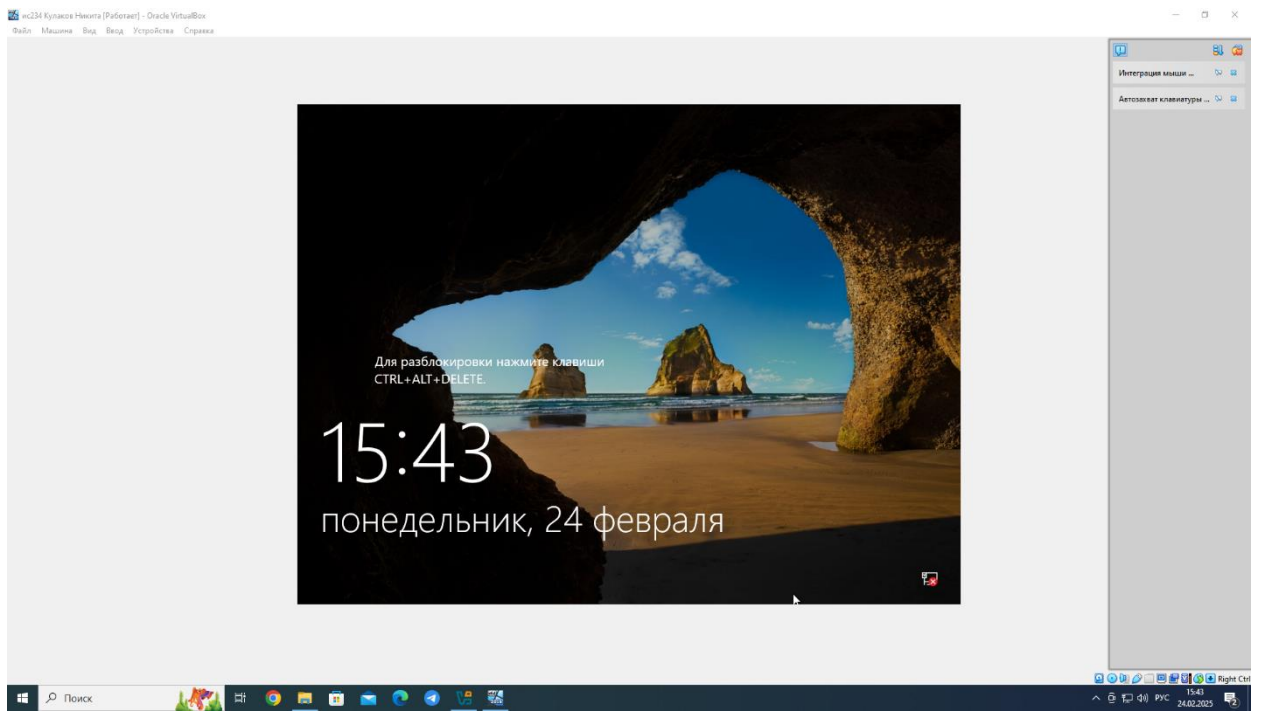 ис234 Кулаков Никита [Работает] - Oracle VirtualBox
Файл Машина Вид Ввод Устройства Справка
Интеграция мыши ...
Автозахват клавиатуры ...
Для разблокировки нажмите клавиши
CTRL+ALT+DELETE.
15:43
понедельник, 24 февраля
Right Ctrl
Поиск
РУС
15:43
24.02.2025
2